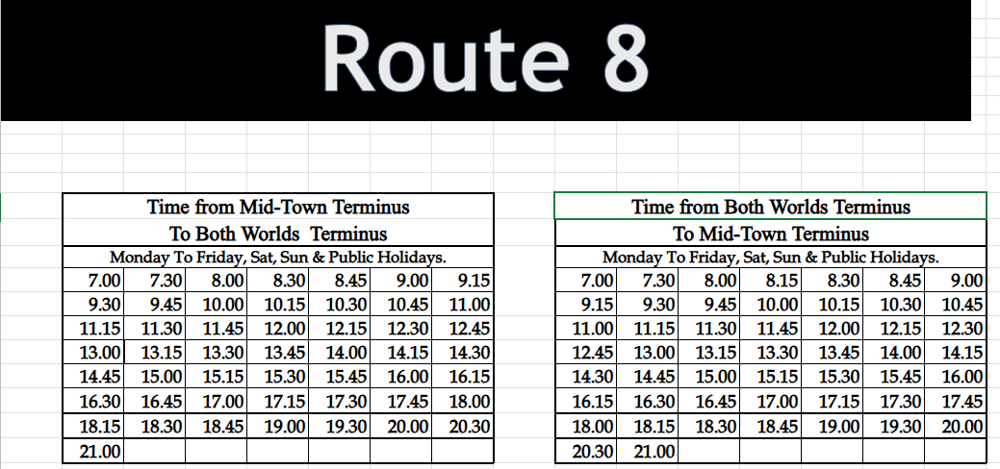 Route 8
Time from Mid-Town Terminus
To Both Worlds Terminus
Monday To Friday, Sat, Sun & Public Holidays.
7.00 7.30 8.00 8.30 8.45 9.00 9.15
9.30 9.45 10.00 10.15 10.30 10.45 11.00
11.15 11.30 11.45 12.00 12.15 12.30 12.45
13.00 13.15 13.30 13.45 14.00 14.15 14.30
14.45 15.00 15.15 15.30 15.45 16.00 16.15
16.30 16.45 17.00 17.15 17.30 17.45 18.00
18.15 18.30 18.45 19.00 19.30 20.00 20.30
21.00
Time from Both Worlds Terminus
To Mid-Town Terminus
Monday To Friday, Sat, Sun & Public Holidays.
7.00 7.30 8.00 8.15 8.30 8.45 9.00
9.15 9.30 9.45 10.00 10.15 10.30 10.45
11.00 11.15 11.30 11.45 12.00 12.15 12.30
12.45 13.00 13.15 13.30 13.45 14.00 14.15
14.30 14.45 15.00 15.15 15.30 15.45 16.00
16.15 16.30 16.45 17.00 17.15 17.30 17.45
18.00 18.15 18.30 18.45 19.00 19.30 20.00
20.30 21.00